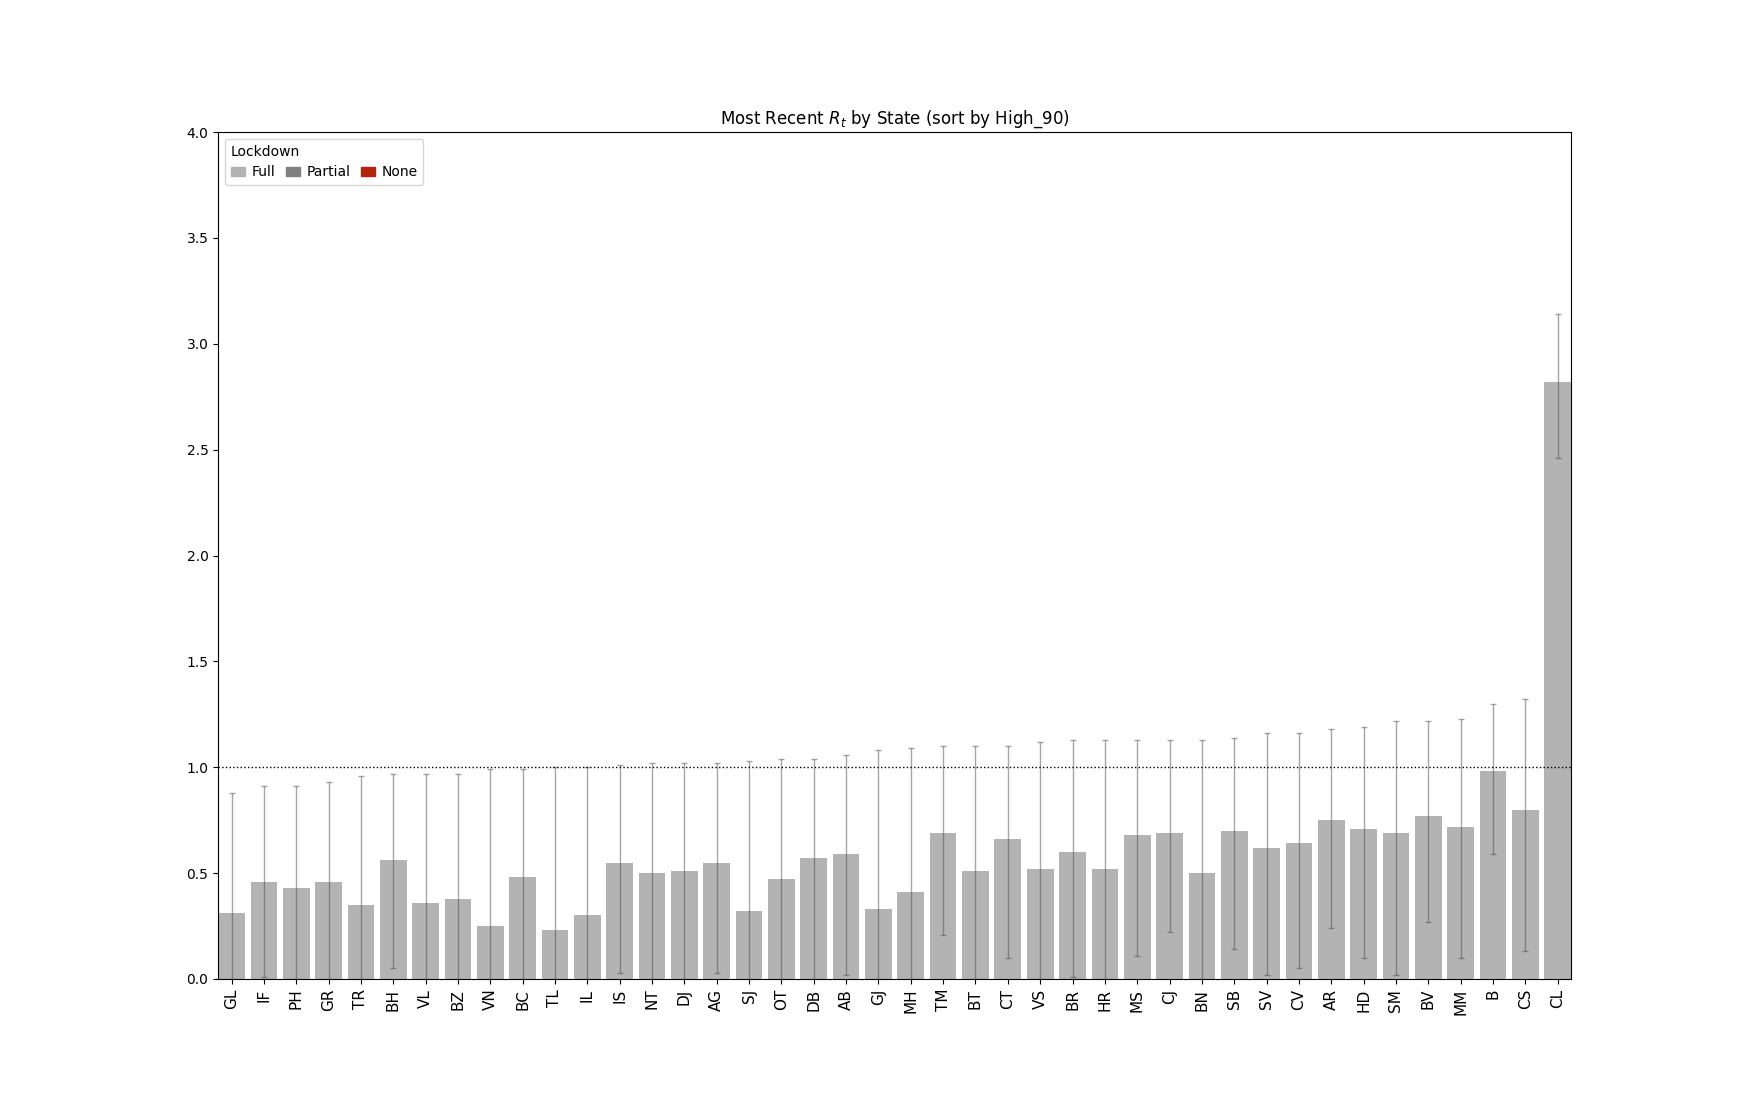 Most Recent Rt by State (sort by High_90)
4.0
3.5
3.0
2.5
2.0
1.5
1.0
0.5
0.0
Lockdown
Full Partial None
GL IF PH GR TR BH VL BZ VN BC TL IL IS NT DJ AG SJ OT DB AB GJ MH TM BT CT VS BR HR MS CJ BN SB SV CV AR HD SM BV MM B CS CL